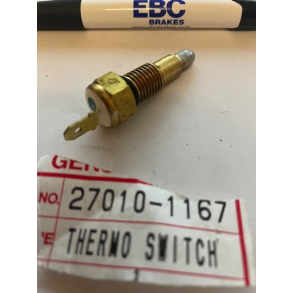 EBC
BRAKES
GEN
NO. 27010-1167
E THERMO SWITCH